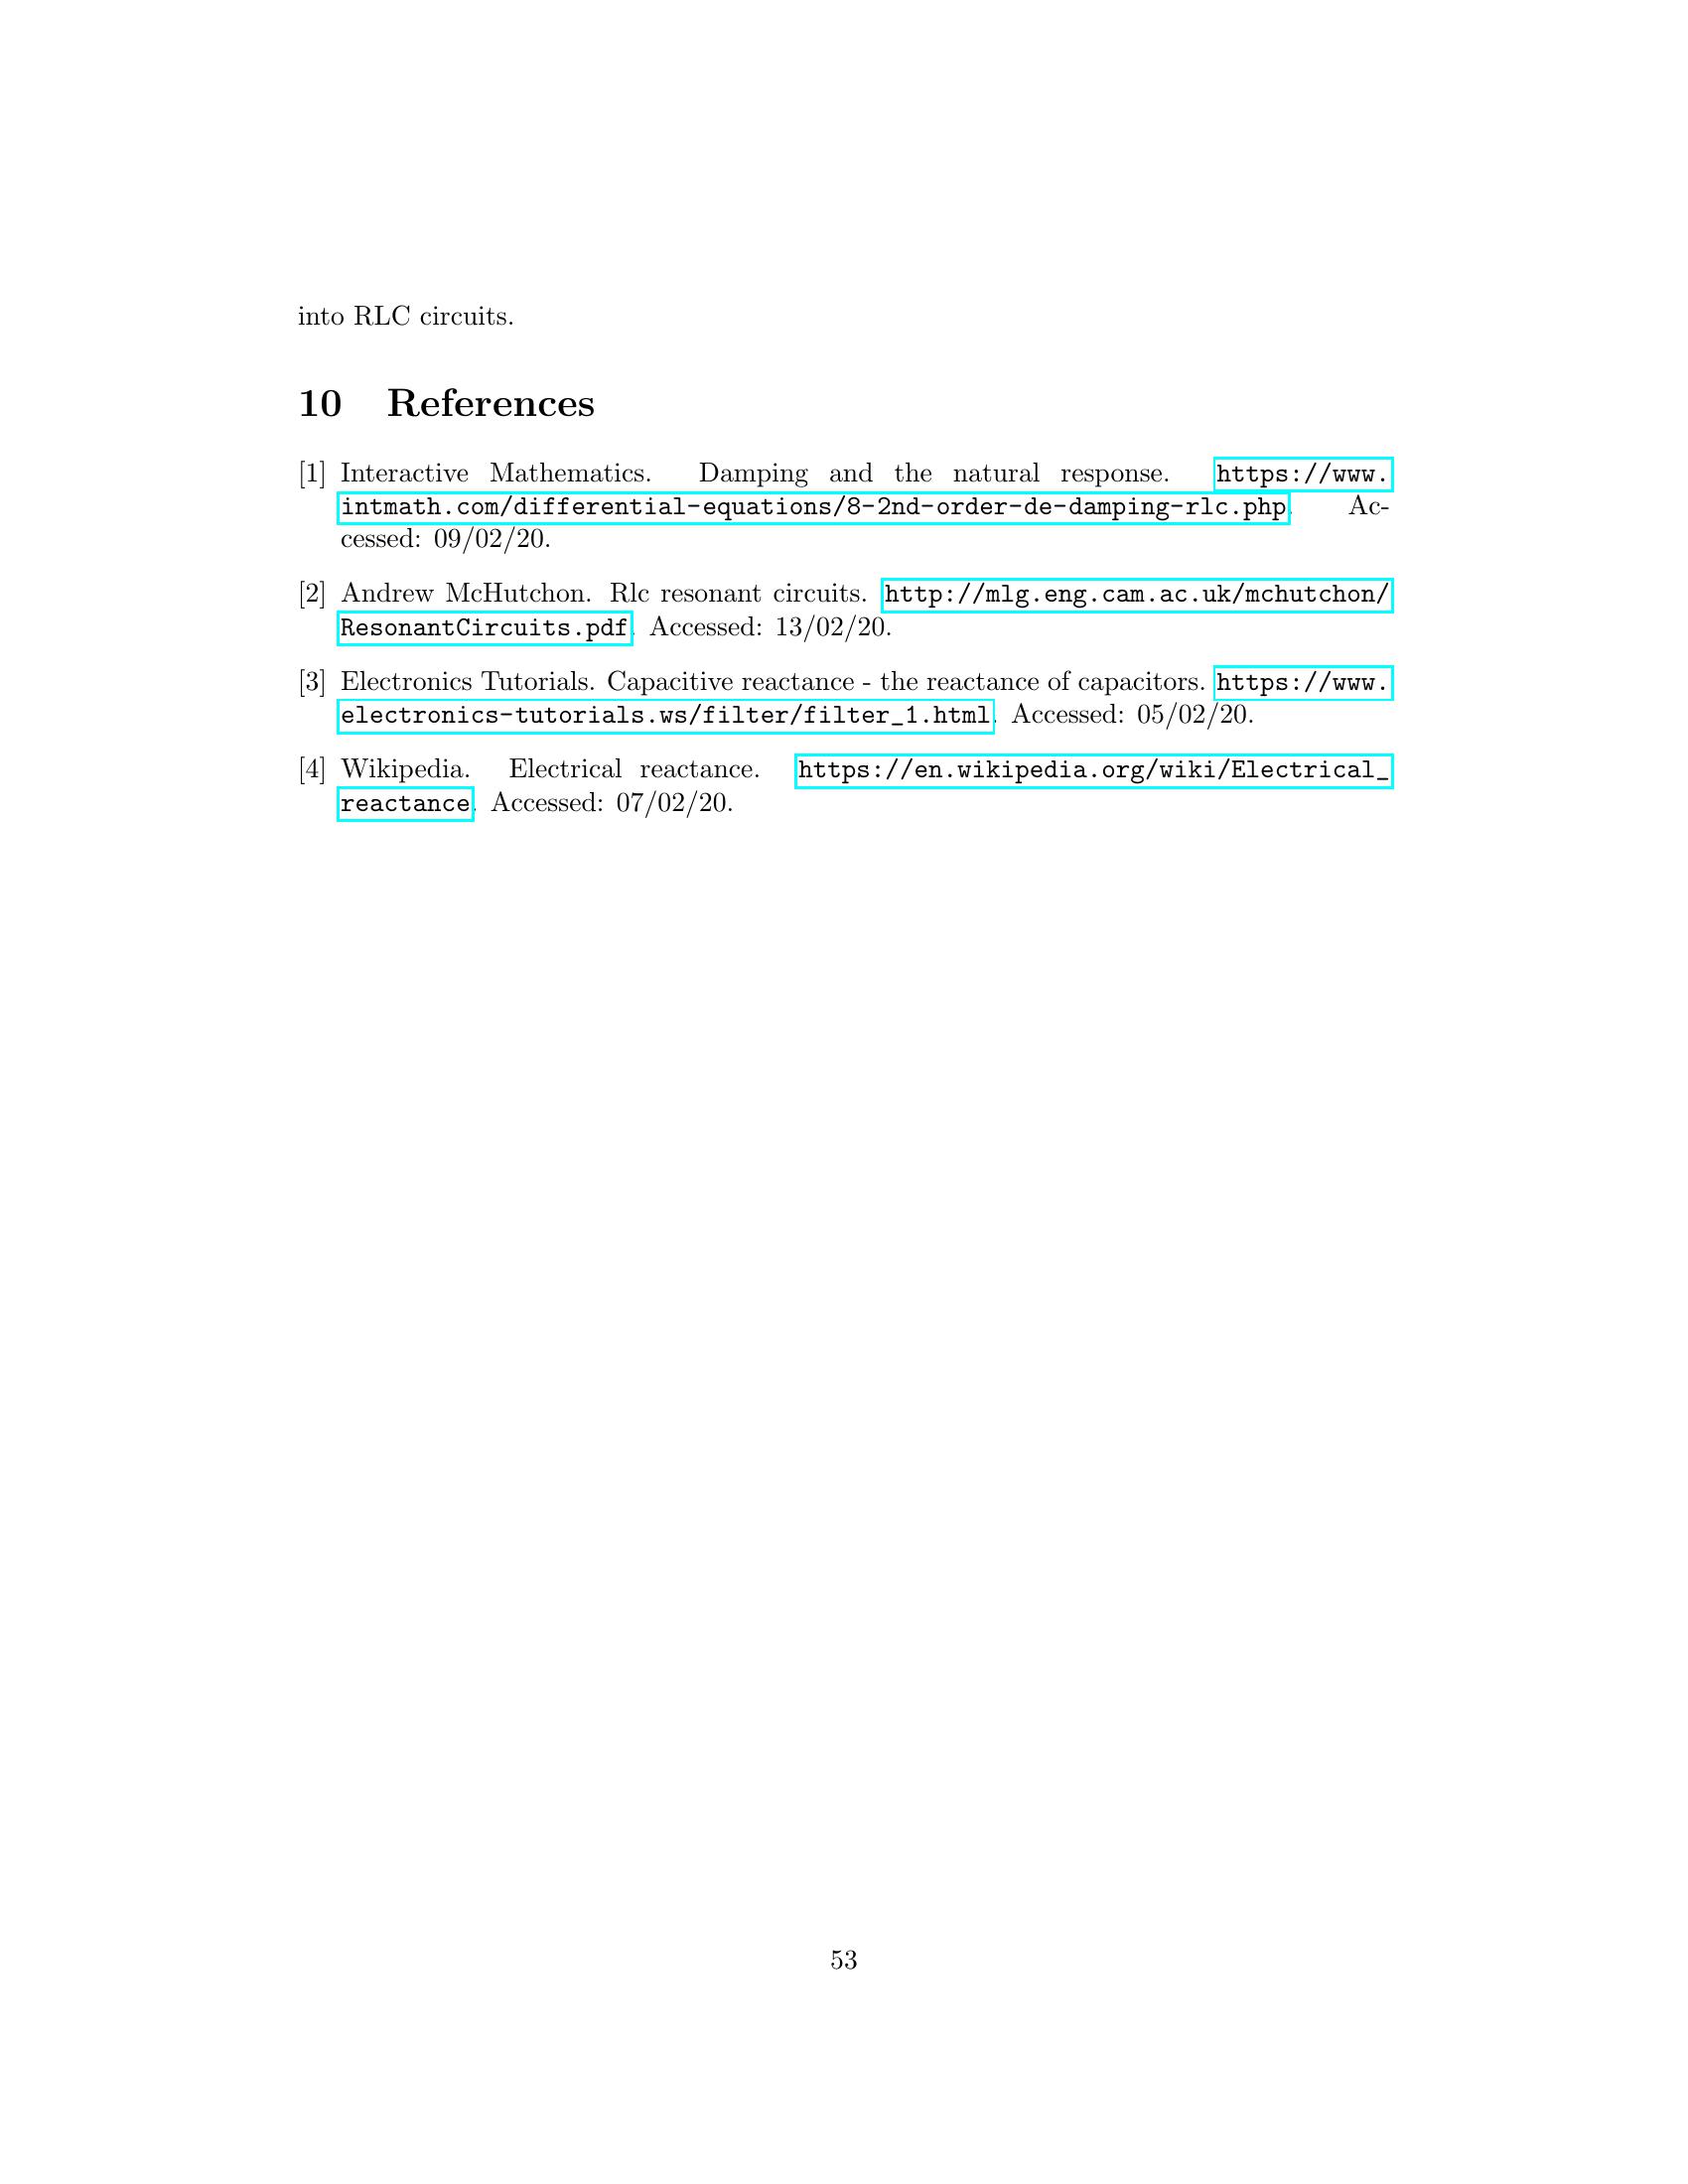 into RLC circuits.
10 References
[1] Interactive Mathematics. Damping and the natural response. https://www.
intmath.com/differential-equations/8-2nd-order-de-damping-rlc.php. Ac-
cessed: 09/02/20.
[2] Andrew McHutchon. Rlc resonant circuits. http://mlg.eng.cam.ac.uk/mchutchon/
ResonantCircuits.pdf. Accessed: 13/02/20.
[3] Electronics Tutorials. Capacitive reactance - the reactance of capacitors. https://www.
electronics-tutorials.ws/filter/filter_1.html. Accessed: 05/02/20.
[4] Wikipedia. Electrical reactance. https://en.wikipedia.org/wiki/Electrical_
reactance. Accessed: 07/02/20.
53